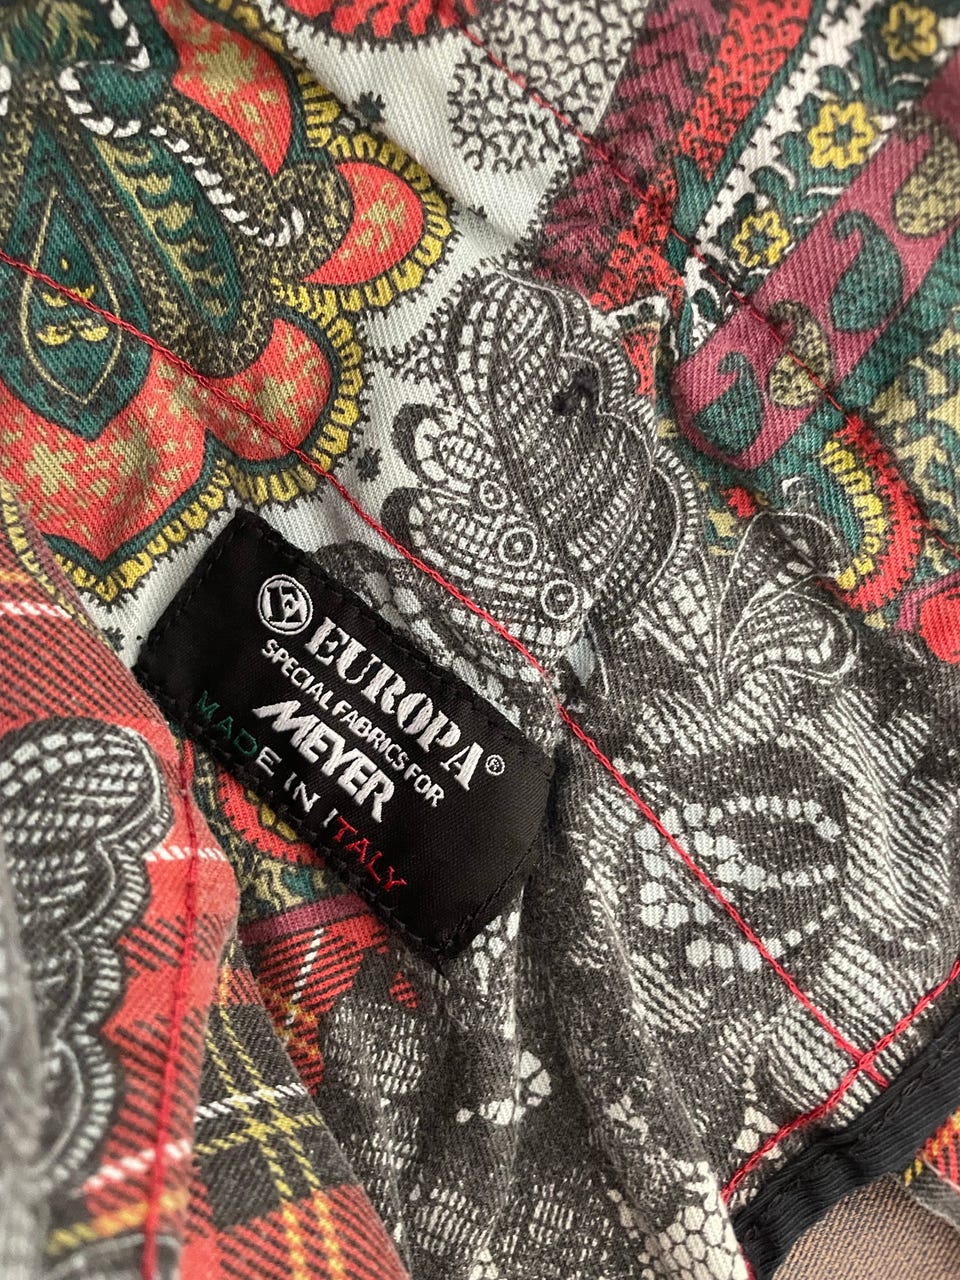 EUROPA®
SPECIAL FABRICS FOR
MEYER
MADE IN ITALY